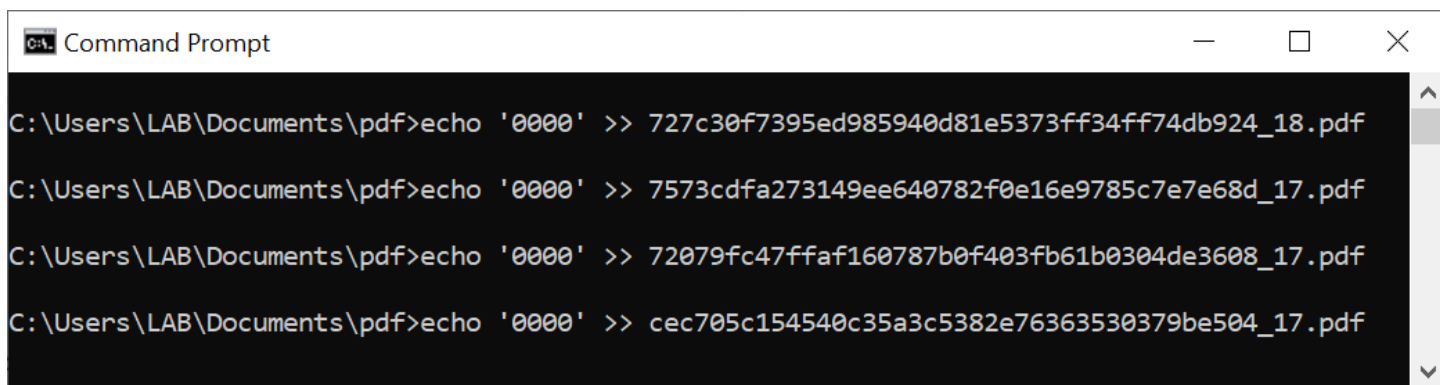 Command Prompt
C:\Users\LAB\Documents\pdf>echo '0000' >> 727c30f7395ed985940d81e5373ff34ff74db924_18.pdf
C:\Users\LAB\Documents\pdf>echo '0000' >> 7573cdfa273149ee640782f0e16e9785c7e7e68d_17.pdf
C:\Users\LAB\Documents\pdf>echo '0000' >> 72079fc47ffaf160787b0f403fb61b0304de3608_17.pdf
C:\Users\LAB\Documents\pdf>echo '0000' >> cec705c154540c35a3c5382e76363530379be504_17.pdf